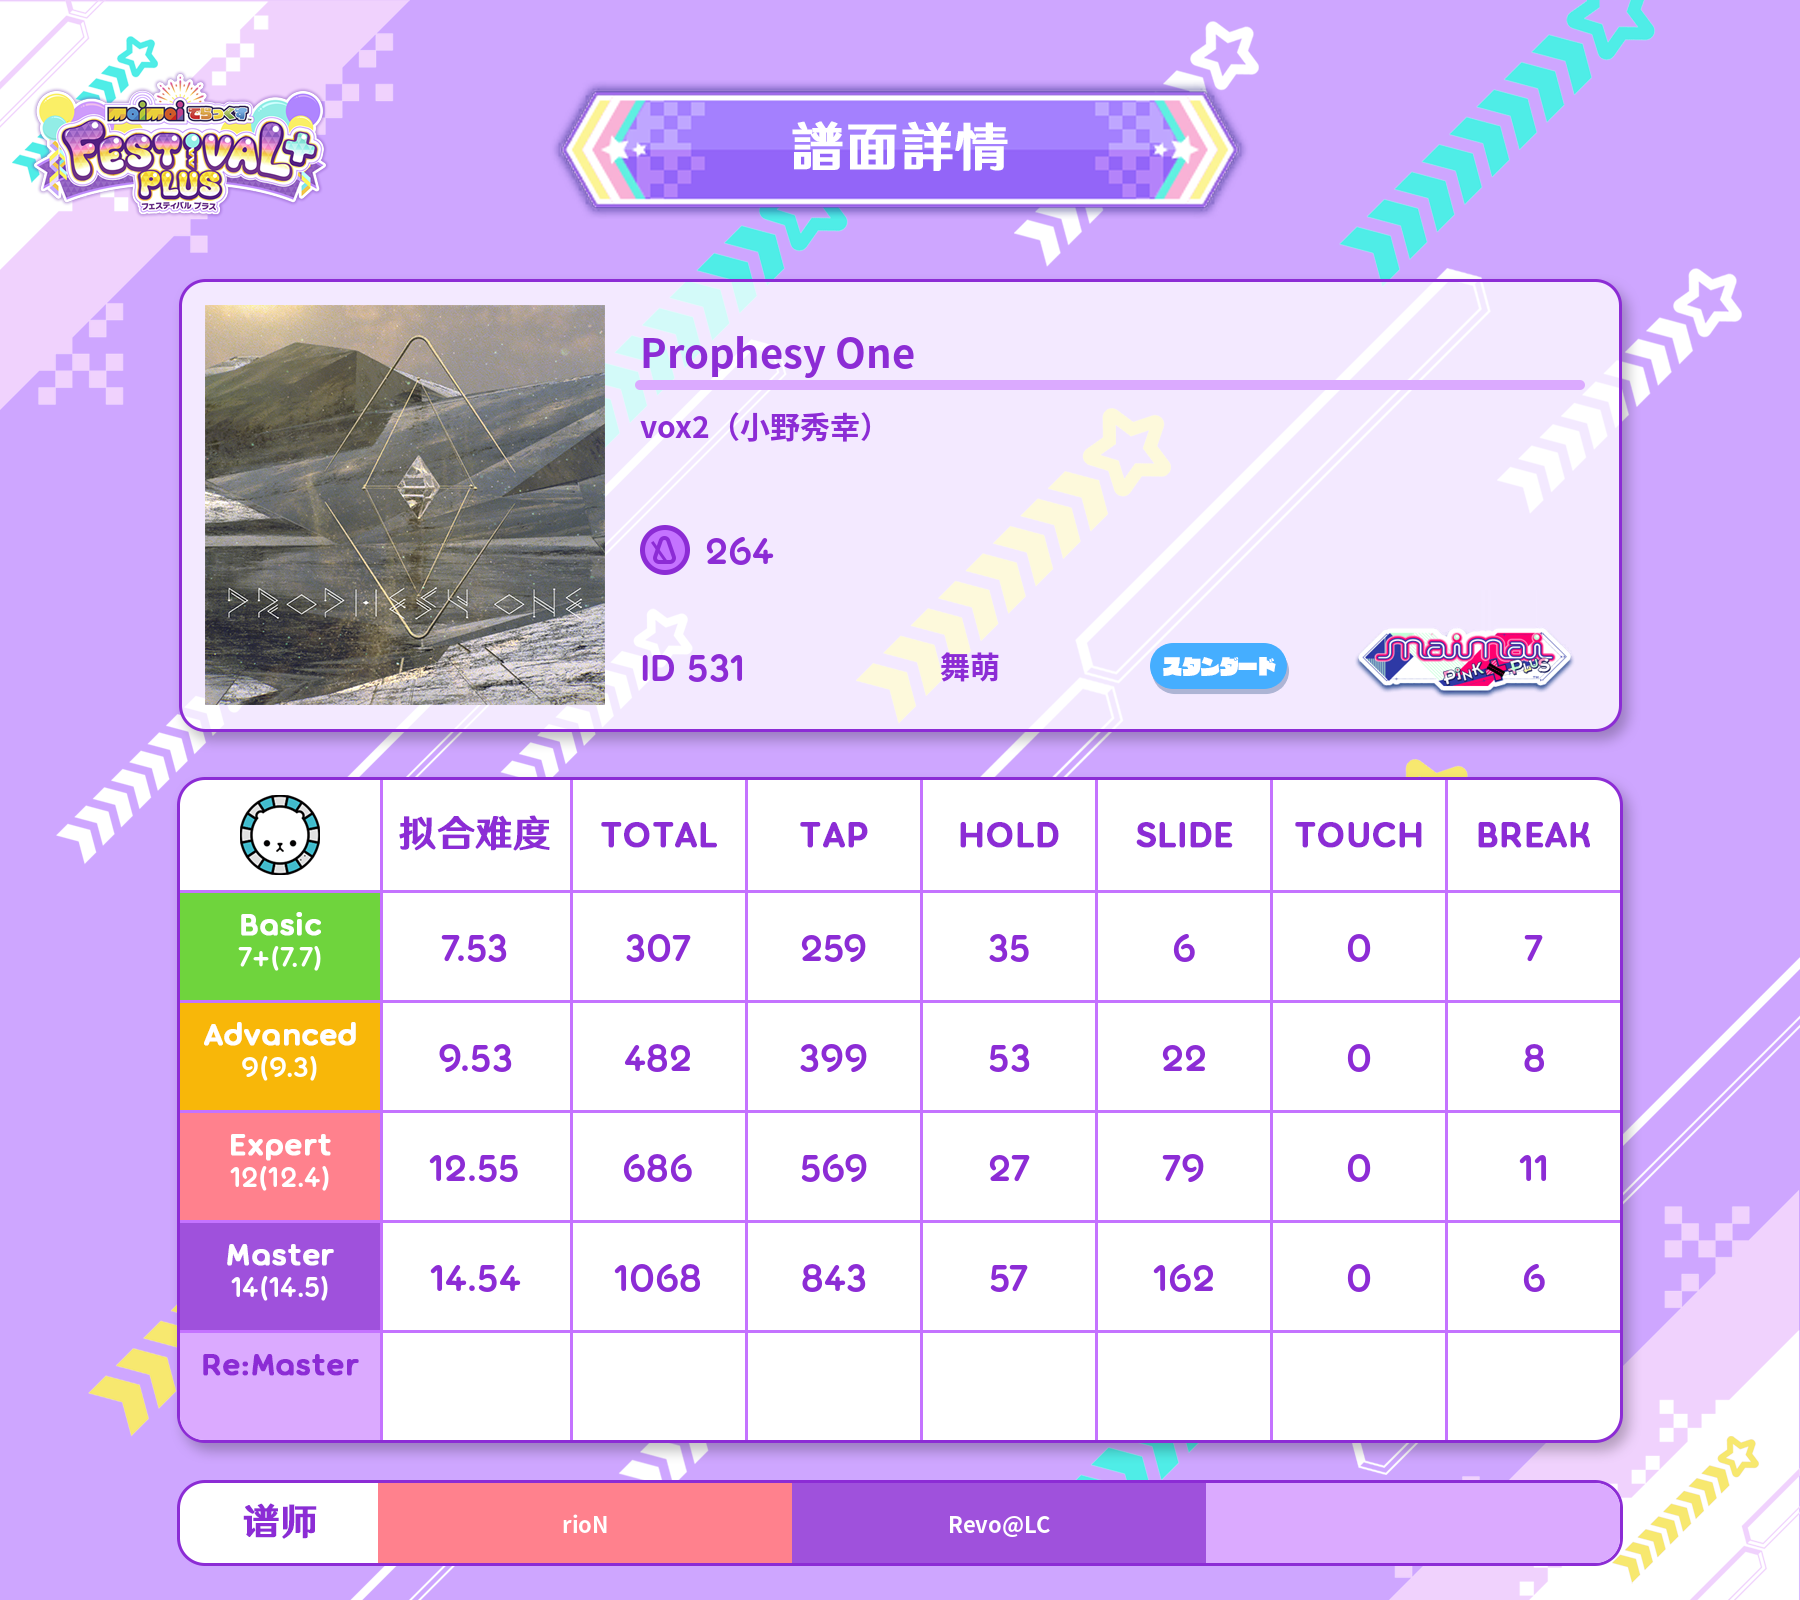 maimai でらっくす
FESTIVAL+
PLUS
フェスティバル プラス
譜面詳情
PROPHESY ONE
Prophesy One
vox2（小野秀幸）
264
ID 531
舞萌
スタンダード
maimai
PiNK PLUS
拟合难度 TOTAL TAP HOLD SLIDE TOUCH BREAK
Basic
7+(7.7)
7.53 307 259 35 6 0 7
Advanced
9(9.3)
9.53 482 399 53 22 0 8
Expert
12(12.4)
12.55 686 569 27 79 0 11
Master
14(14.5)
14.54 1068 843 57 162 0 6
Re:Master
谱师 rioN Revo@LC